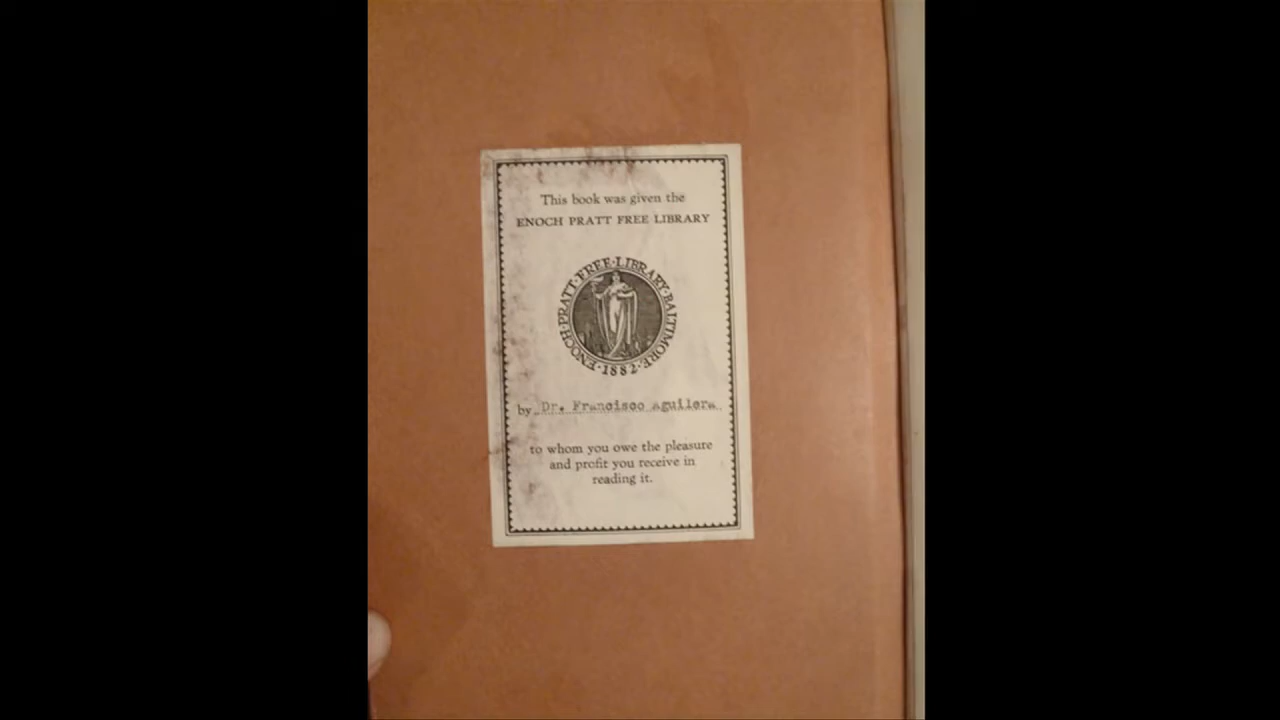 This book was given the
ENOCH PRATT FREE LIBRARY
·ENOCH·PRATT·FREE·LIBRARY·BALTIMORE·
1882
by Dr. Francisco Aguilera
to whom you owe the pleasure
and profit you receive in
reading it.